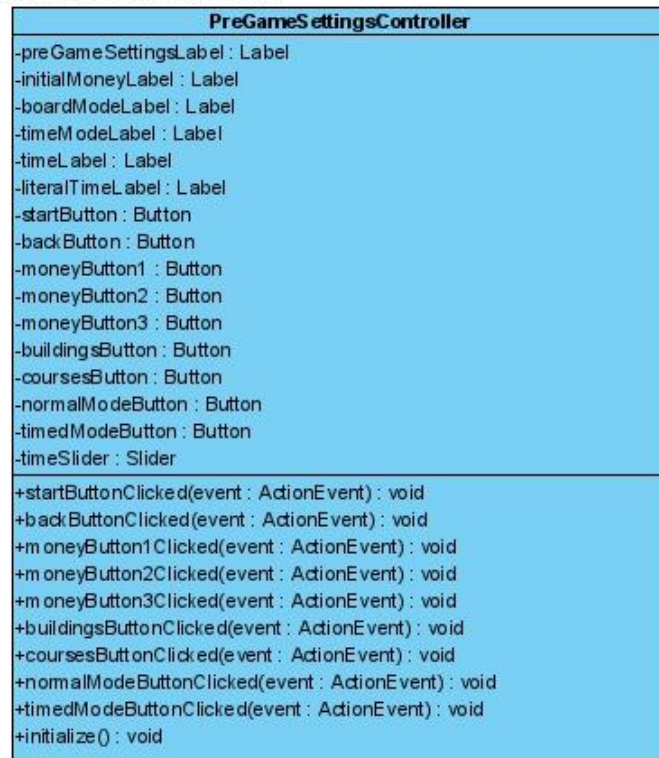 PreGameSettingsController
-preGameSettingsLabel : Label
-initialMoneyLabel : Label
-boardModeLabel : Label
-timeModeLabel : Label
-timeLabel : Label
-literalTimeLabel : Label
-startButton : Button
-backButton : Button
-moneyButton1 : Button
-moneyButton2 : Button
-moneyButton3 : Button
-buildingsButton : Button
-coursesButton : Button
-normalModeButton : Button
-timedModeButton : Button
-timeSlider : Slider
+startButtonClicked(event : ActionEvent) : void
+backButtonClicked(event : ActionEvent) : void
+moneyButton1Clicked(event : ActionEvent) : void
+moneyButton2Clicked(event : ActionEvent) : void
+moneyButton3Clicked(event : ActionEvent) : void
+buildingsButtonClicked(event : ActionEvent) : void
+coursesButtonClicked(event : ActionEvent) : void
+normalModeButtonClicked(event : ActionEvent) : void
+timedModeButtonClicked(event : ActionEvent) : void
+initialize() : void